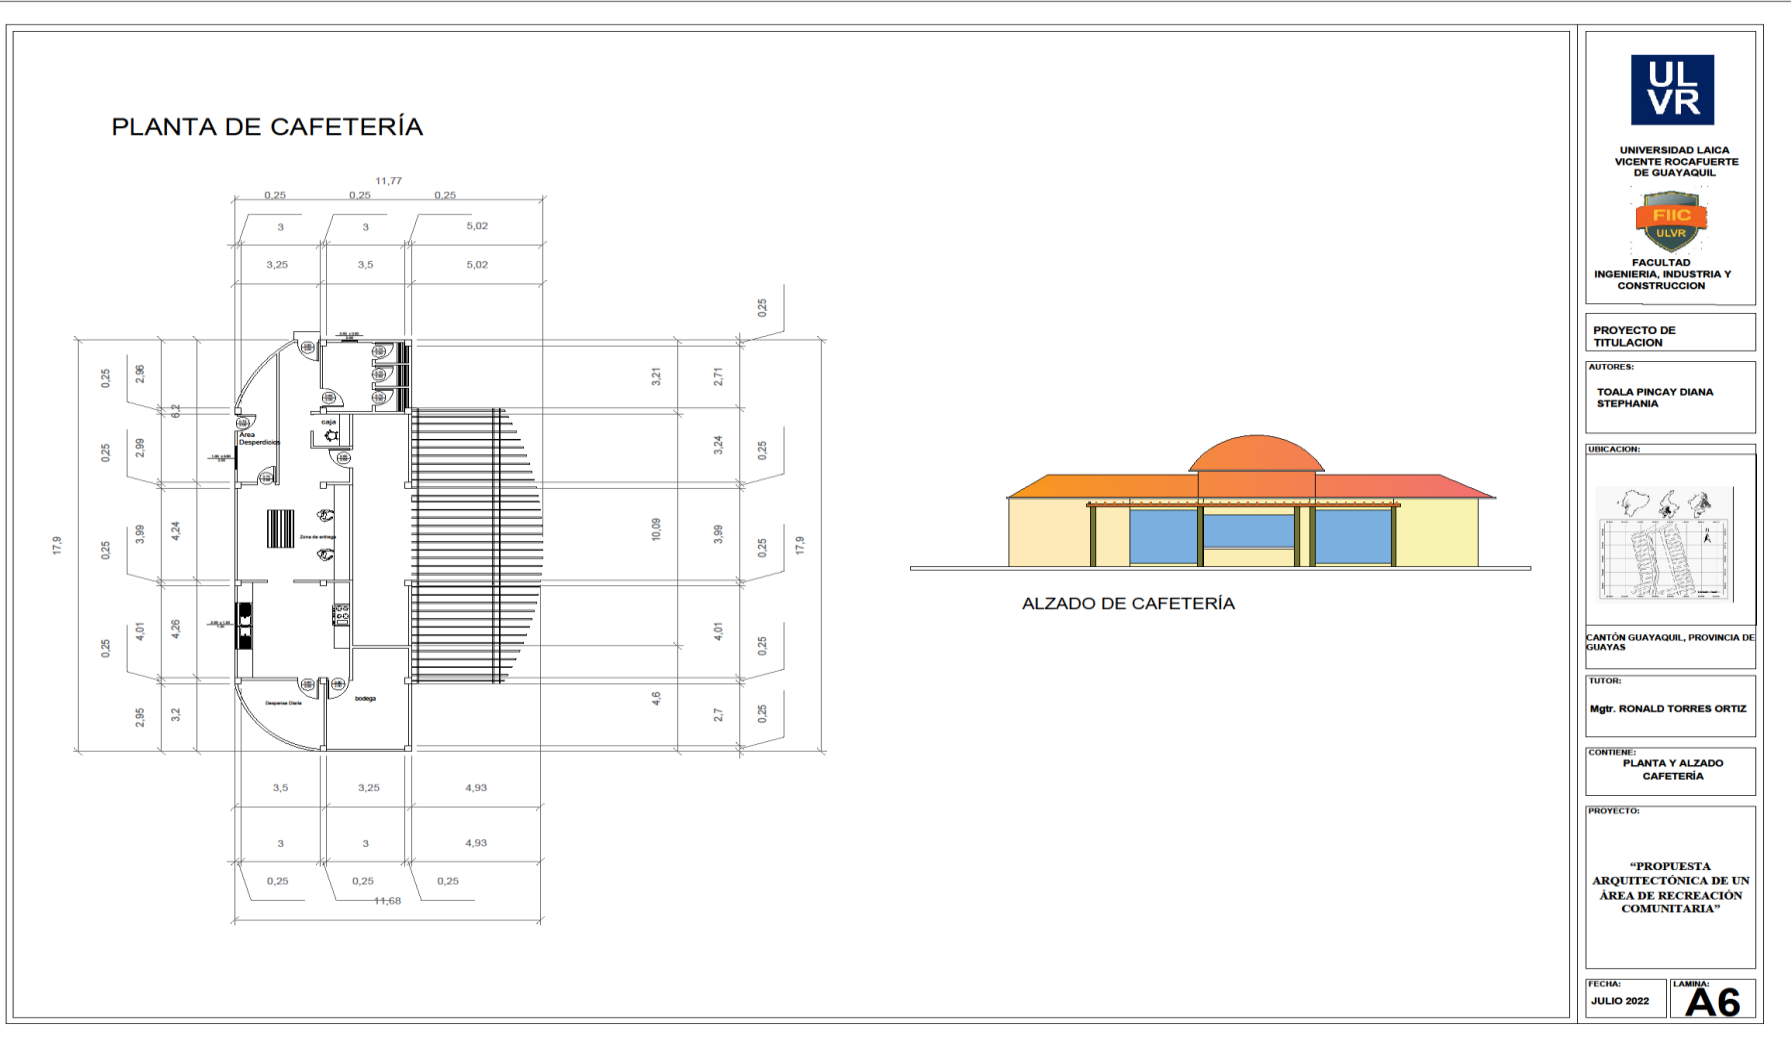 PLANTA DE CAFETERÍA
11,77
0,25
0,25
0,25
3
3
5,02
3,25
3,5
5,02
0,25
0,25
2,96
6,2
3,21
2,71
caja
Area
Desperdicios
0,25
2,99
3,24
0,25
17,9
0,25
3,99
4,24
Zona de entrega
10,09
3,99
0,25
17,9
0,25
4,01
4,26
4,01
0,25
Despensa Diaria
bodega
2,95
3,2
4,6
2,7
0,25
3,5
3,25
4,93
3
3
4,93
0,25
0,25
0,25
11,68
ALZADO DE CAFETERÍA
UL
VR
UNIVERSIDAD LAICA
VICENTE ROCAFUERTE
DE GUAYAQUIL
FIIC
ULVR
FACULTAD
INGENIERIA, INDUSTRIA Y
CONSTRUCCION
PROYECTO DE
TITULACION
AUTORES:
TOALA PINCAY DIANA
STEPHANIA
UBICACION:
CANTÓN GUAYAQUIL, PROVINCIA DE
GUAYAS
TUTOR:
Mgtr. RONALD TORRES ORTIZ
CONTIENE:
PLANTA Y ALZADO
CAFETERÍA
PROYECTO:
“PROPUESTA
ARQUITECTÓNICA DE UN
ÁREA DE RECREACIÓN
COMUNITARIA”
FECHA:
JULIO 2022
LAMINA:
A6